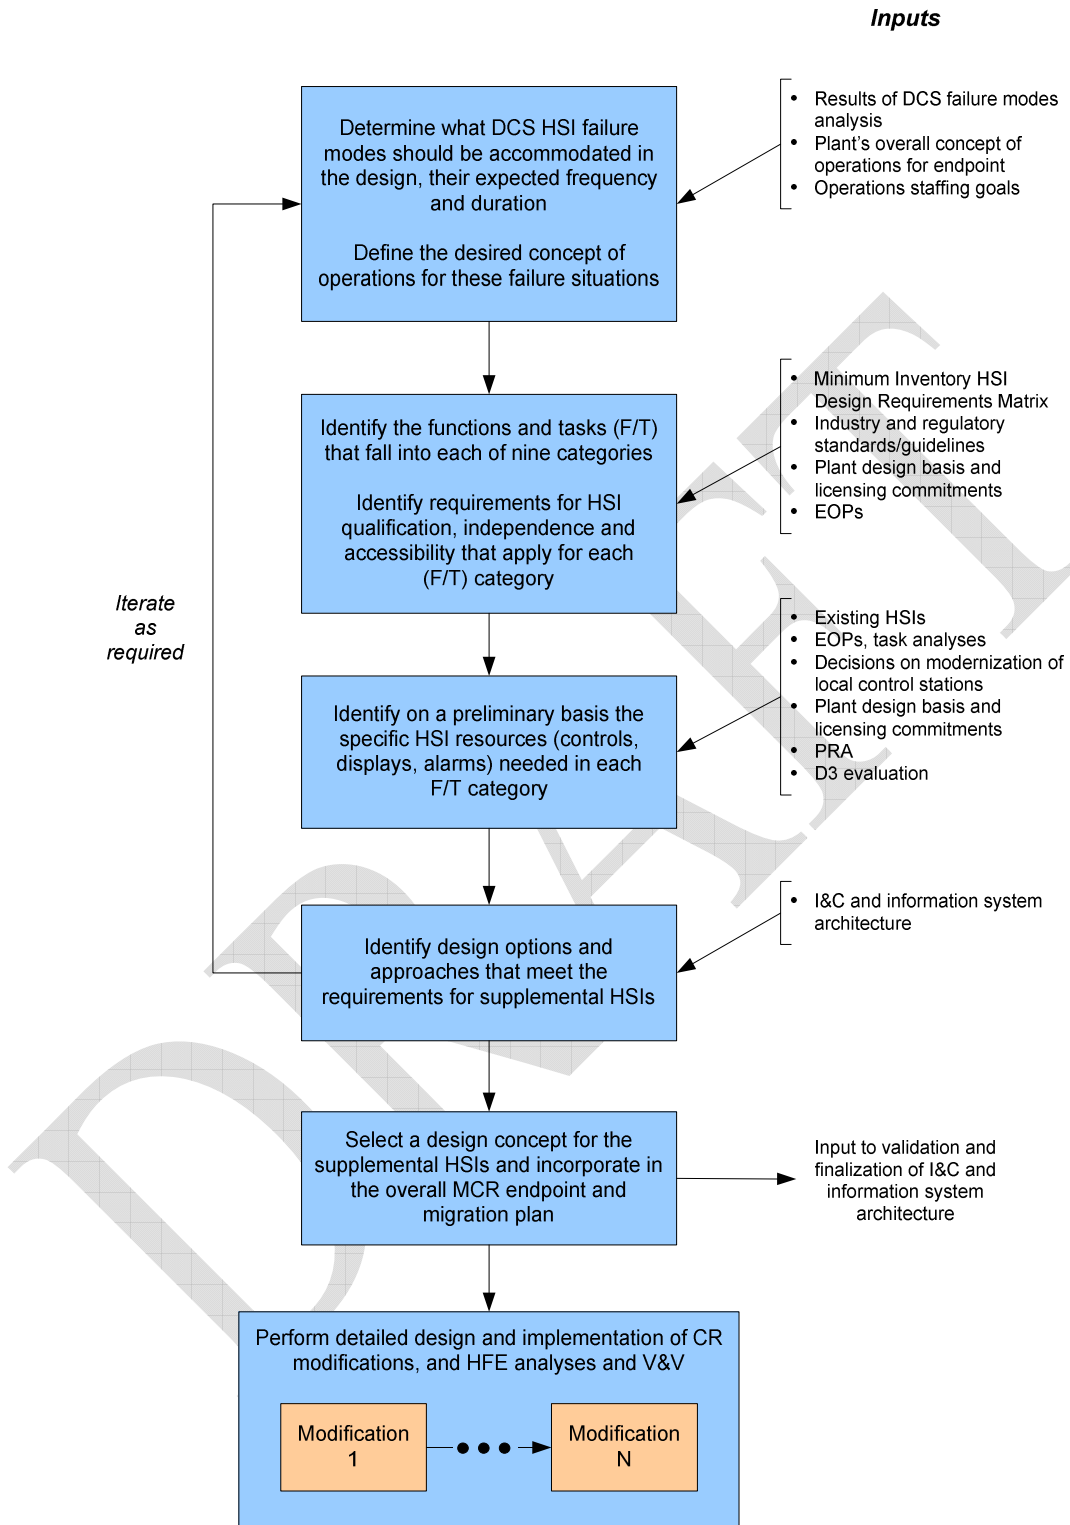 Inputs
Determine what DCS HSI failure
modes should be accommodated in
the design, their expected frequency
and duration
Define the desired concept of
operations for these failure situations
• Results of DCS failure modes
analysis
• Plant's overall concept of
operations for endpoint
• Operations staffing goals
Identify the functions and tasks (F/T)
that fall into each of nine categories
Identify requirements for HSI
qualification, independence and
accessibility that apply for each
(F/T) category
• Minimum Inventory HSI
Design Requirements Matrix
• Industry and regulatory
standards/guidelines
• Plant design basis and
licensing commitments
• EOPs
Iterate
as
required
Identify on a preliminary basis the
specific HSI resources (controls,
displays, alarms) needed in each
F/T category
• Existing HSIs
• EOPs, task analyses
• Decisions on modernization of
local control stations
• Plant design basis and
licensing commitments
• PRA
• D3 evaluation
Identify design options and
approaches that meet the
requirements for supplemental HSIs
• I&C and information system
architecture
Select a design concept for the
supplemental HSIs and incorporate in
the overall MCR endpoint and
migration plan
Input to validation and
finalization of I&C and
information system
architecture
Perform detailed design and implementation of CR
modifications, and HFE analyses and V&V
Modification
1
Modification
N
DRAFT